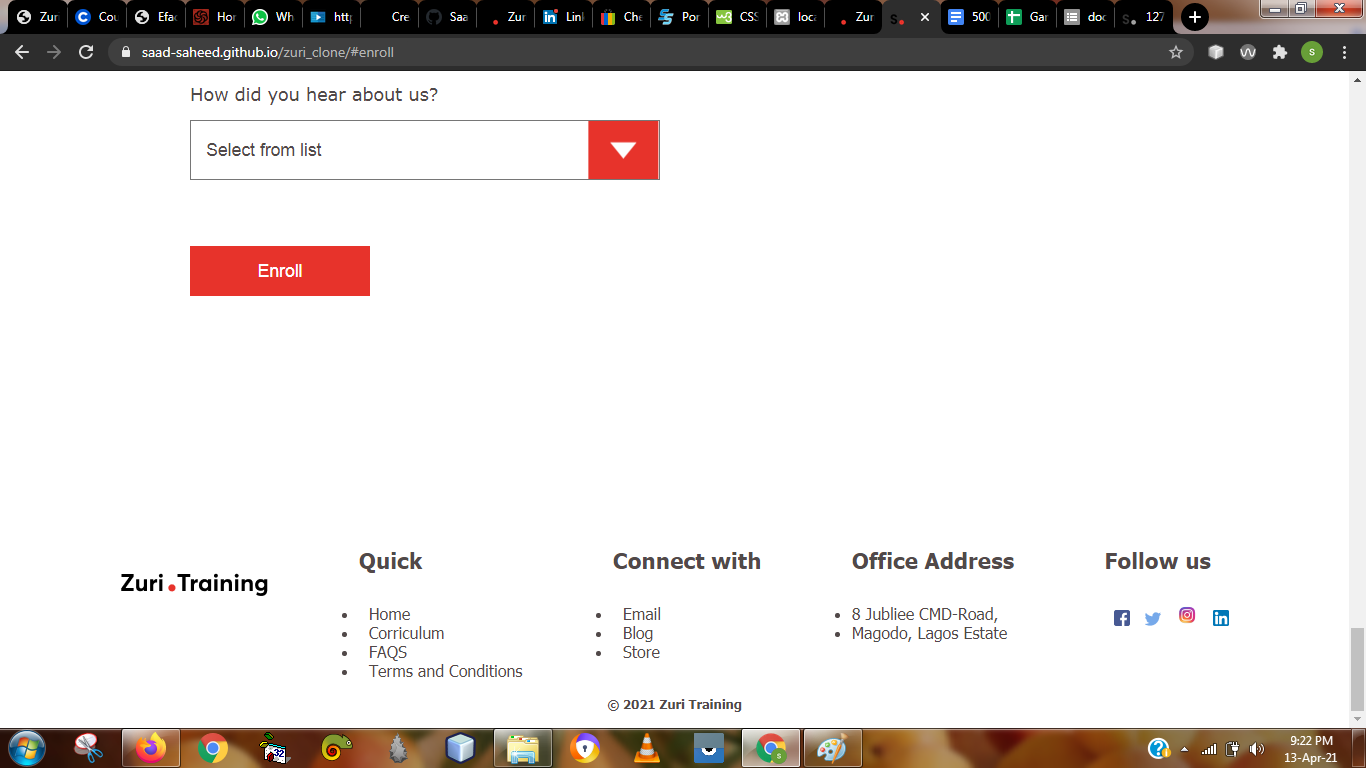 Zuri
Cou
Efac
Hor
Wh
http
Cre
Saa
Zur
Link
Che
Por
CSS
loca
Zur
s.
500
Gar
doc
127
saad-saheed.github.io/zuri_clone/#enroll
How did you hear about us?
Select from list
Enroll
Zuri.Training
Quick
Home
Corriculum
FAQS
Terms and Conditions
Connect with
Email
Blog
Store
Office Address
8 Jubliee CMD-Road,
Magodo, Lagos Estate
Follow us
© 2021 Zuri Training
9:22 PM
13-Apr-21